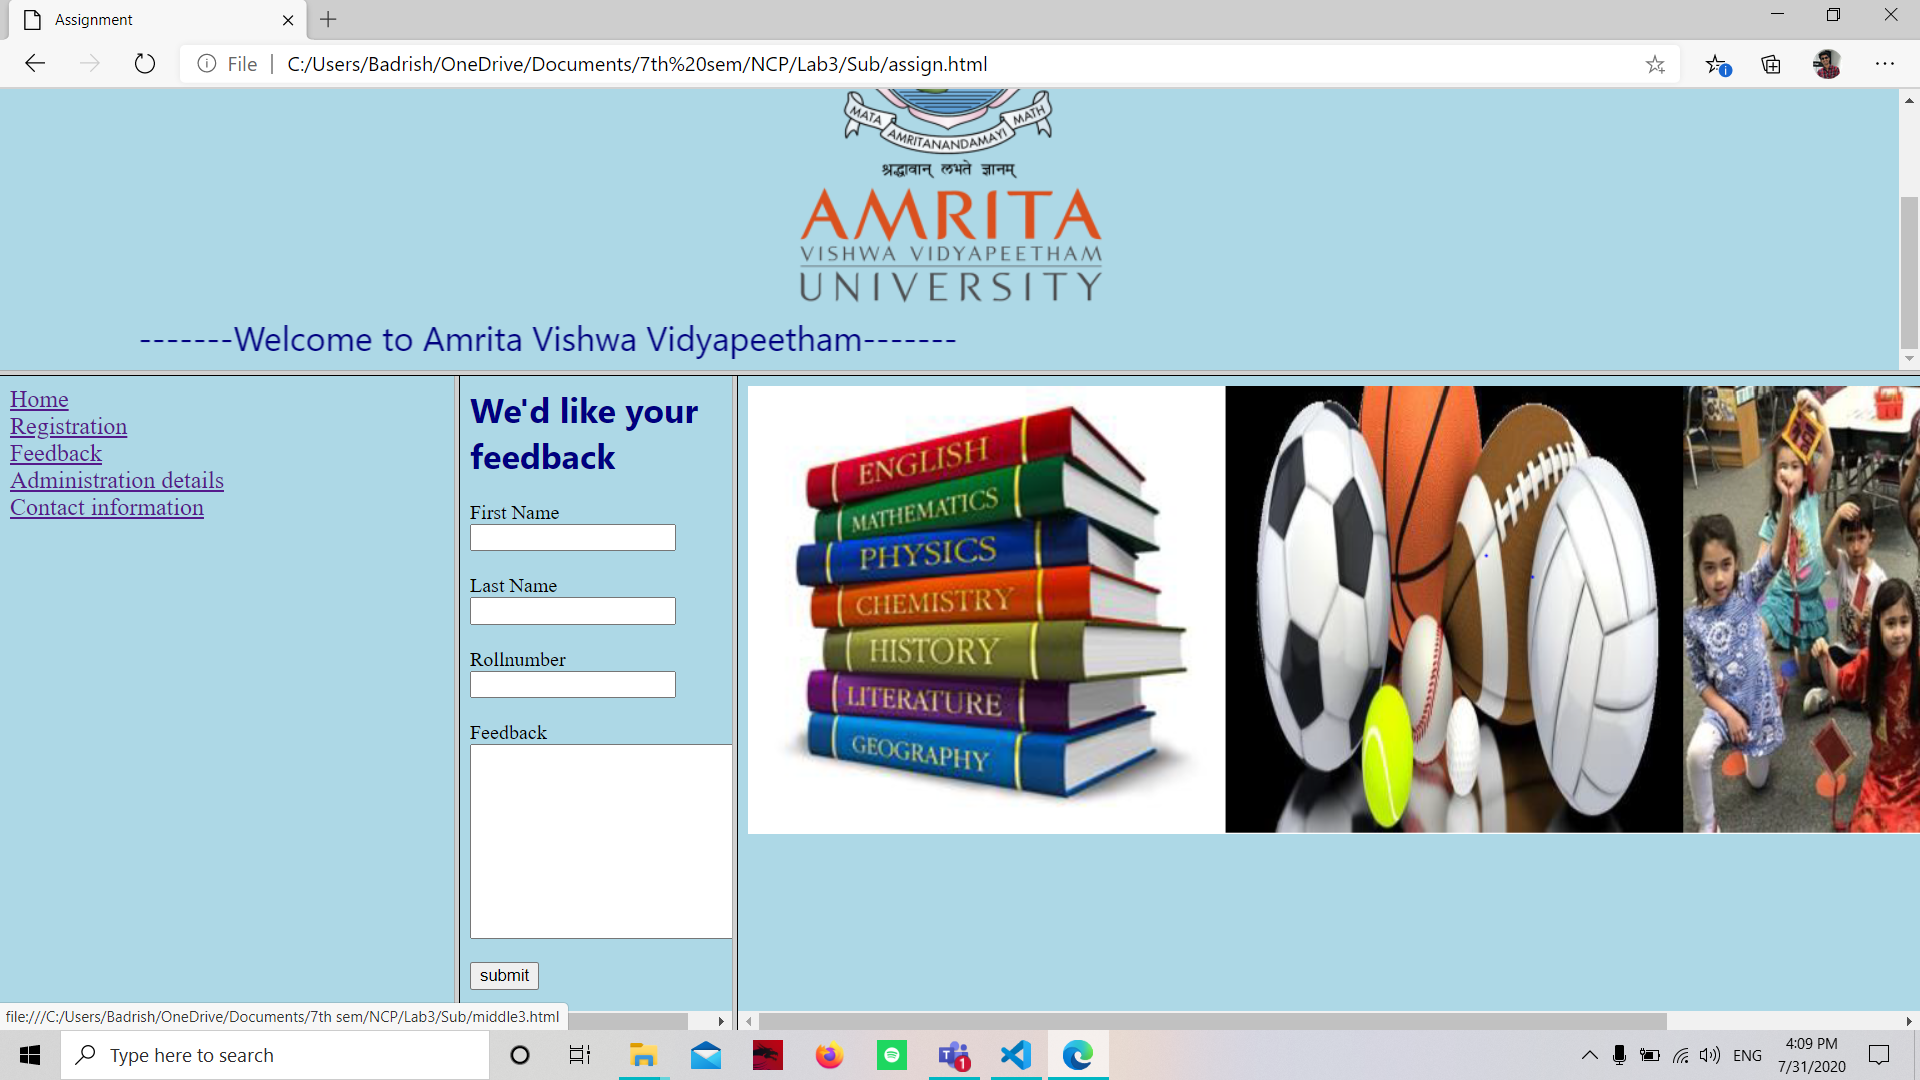 Assignment
File
C:/Users/Badrish/OneDrive/Documents/7th%20sem/NCP/Lab3/Sub/assign.html
MATA AMRITANANDAMAYI MATH
श्रद्धावान् लभते ज्ञानम्
AMRITA
VISHWA VIDYAPEETHAM
UNIVERSITY
-------Welcome to Amrita Vishwa Vidyapeetham-------
Home
Registration
Feedback
Administration details
Contact information
We'd like your
feedback
First Name
Last Name
Rollnumber
Feedback
submit
ENGLISH
MATHEMATICS
PHYSICS
CHEMISTRY
HISTORY
LITERATURE
GEOGRAPHY
file:///C:/Users/Badrish/OneDrive/Documents/7th sem/NCP/Lab3/Sub/middle3.html
Type here to search
1
ENG
4:09 PM
7/31/2020